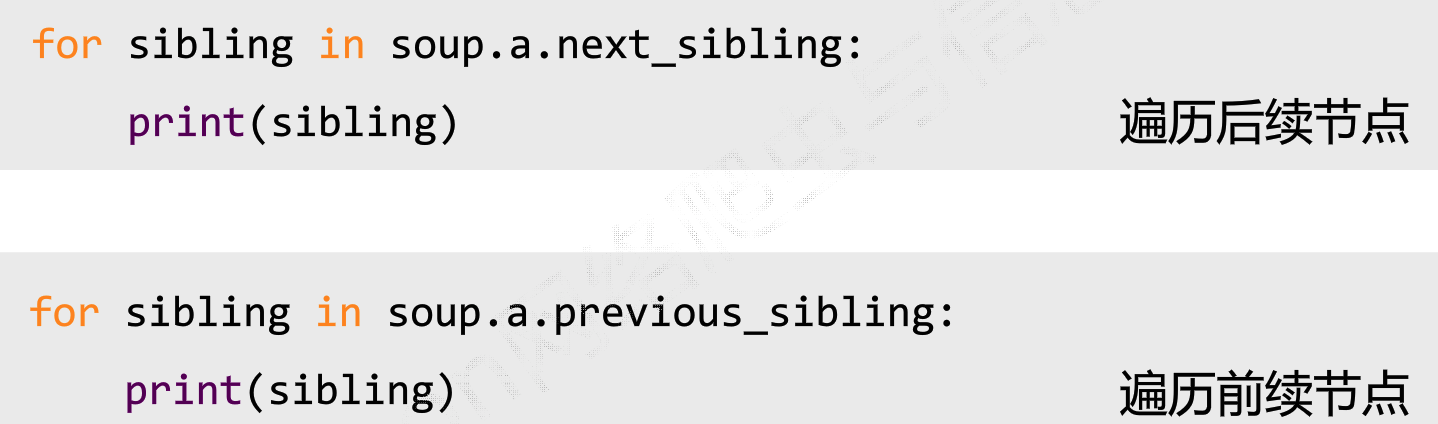 for sibling in soup.a.next_sibling:
    print(sibling)
遍历后续节点
for sibling in soup.a.previous_sibling:
    print(sibling)
遍历前续节点